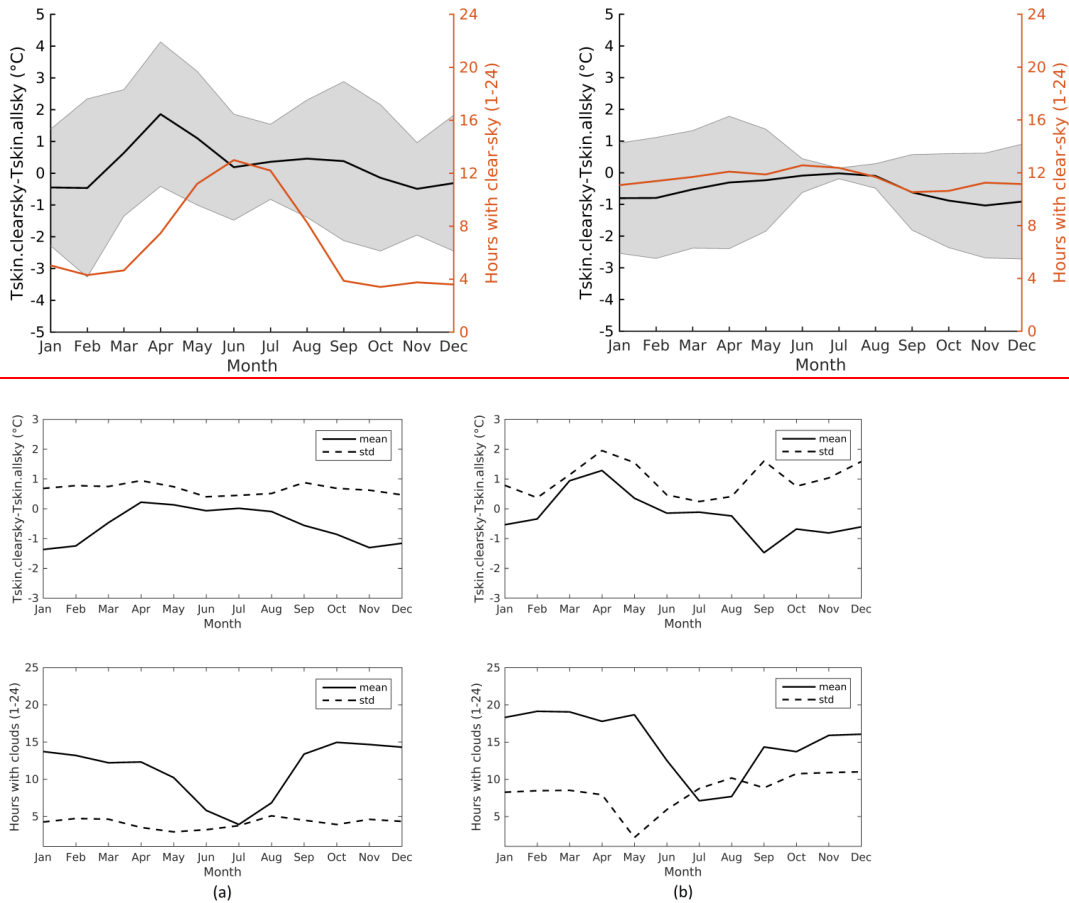 Tskin.clearsky-Tskin.allsky (°C)
5
4
3
2
1
0
-1
-2
-3
-4
-5
24
20
16
12
8
4
0
Hours with clear-sky (1-24)
Jan Feb Mar Apr May Jun Jul Aug Sep Oct Nov Dec
Month
Tskin.clearsky-Tskin.allsky (°C)
5
4
3
2
1
0
-1
-2
-3
-4
-5
24
20
16
12
8
4
0
Hours with clear-sky (1-24)
Jan Feb Mar Apr May Jun Jul Aug Sep Oct Nov Dec
Month
Tskin.clearsky-Tskin.allsky (°C)
3
2
1
0
-1
-2
-3
mean
std
Jan Feb Mar Apr May Jun Jul Aug Sep Oct Nov Dec
Month
Tskin.clearsky-Tskin.allsky (°C)
3
2
1
0
-1
-2
-3
mean
std
Jan Feb Mar Apr May Jun Jul Aug Sep Oct Nov Dec
Month
Hours with clouds (1-24)
25
20
15
10
5
mean
std
Jan Feb Mar Apr May Jun Jul Aug Sep Oct Nov Dec
Month
(a)
Hours with clouds (1-24)
25
20
15
10
5
mean
std
Jan Feb Mar Apr May Jun Jul Aug Sep Oct Nov Dec
Month
(b)